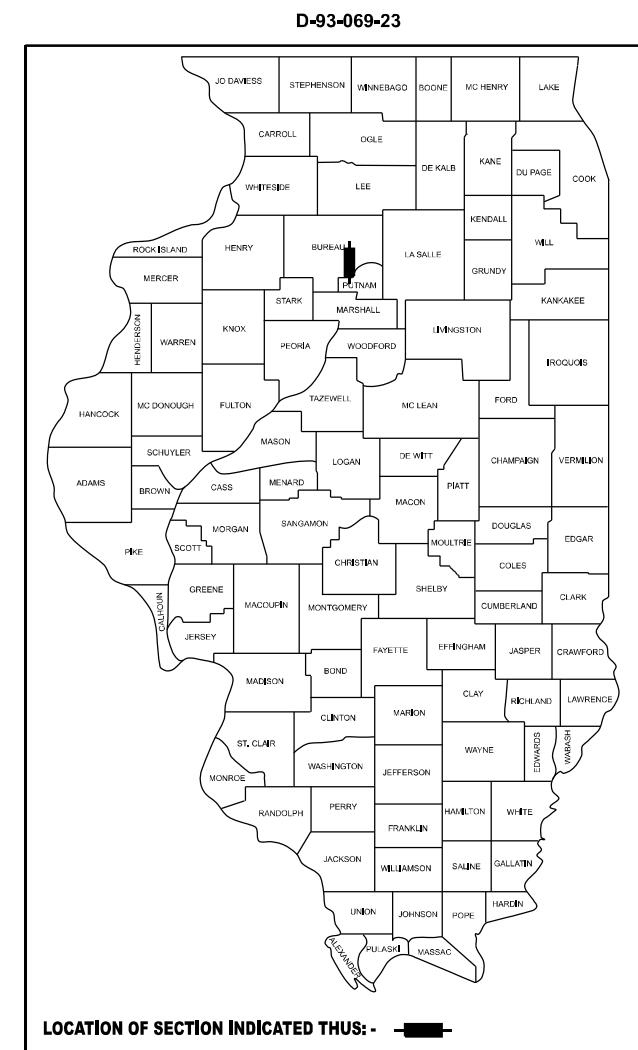 D-93-069-23
JO DAVIESS STEPHENSON WINNEBAGO BOONE MC HENRY LAKE
CARROLL OGLE DE KALB KANE DU PAGE COOK
WHITESIDE LEE
KENDALL
ROCK ISLAND HENRY BUREAU LA SALLE GRUNDY WILL
MERCER PUTNAM
STARK MARSHALL KANKAKEE
HENDERSON WARREN KNOX PEORIA WOODFORD LIVINGSTON IROQUOIS
HANCOCK MC DONOUGH FULTON TAZEWELL MC LEAN FORD
MASON
SCHUYLER LOGAN DE WITT CHAMPAIGN VERMILION
ADAMS BROWN CASS MENARD PIATT
MACON
PIKE SCOTT MORGAN SANGAMON MOULTRIE DOUGLAS EDGAR
CHRISTIAN COLES
CALHOUN GREENE MACOUPIN MONTGOMERY SHELBY CUMBERLAND CLARK
JERSEY
FAYETTE EFFINGHAM JASPER CRAWFORD
MADISON BOND
CLAY RICHLAND LAWRENCE
CLINTON MARION
ST. CLAIR WAYNE EDWARDS WABASH
WASHINGTON JEFFERSON
MONROE
RANDOLPH PERRY HAMILTON WHITE
FRANKLIN
JACKSON WILLIAMSON SALINE GALLATIN
UNION JOHNSON POPE HARDIN
ALEXANDER PULASKI MASSAC
LOCATION OF SECTION INDICATED THUS: -